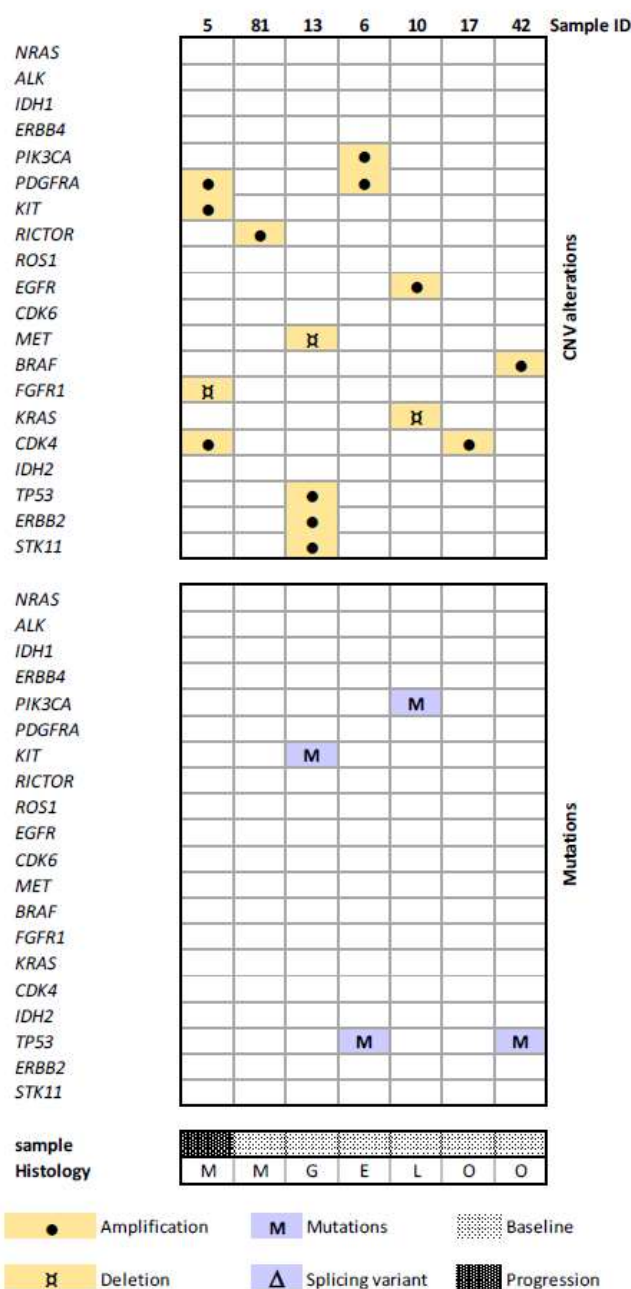 5 81 13 6 10 17 42 Sample ID
NRAS
ALK
IDH1
ERBB4
PIK3CA ●
PDGFRA ● ●
KIT ●
RICTOR ●
ROS1
EGFR ●
CDK6
MET ¤
BRAF ●
FGFR1 ¤
KRAS ¤
CDK4 ● ●
IDH2
TP53 ●
ERBB2 ●
STK11 ●
CNV alterations
NRAS
ALK
IDH1
ERBB4
PIK3CA M
PDGFRA
KIT M
RICTOR
ROS1
EGFR
CDK6
MET
BRAF
FGFR1
KRAS
CDK4
IDH2
TP53 M M
ERBB2
STK11
Mutations
sample
Histology M M G E L O O
● Amplification M Mutations Baseline
¤ Deletion Δ Splicing variant Progression